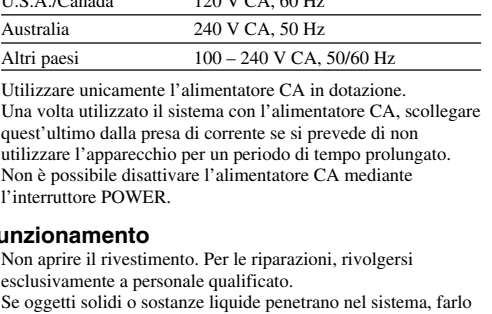 U.S.A./Canada 120 V CA, 60 Hz
Australia 240 V CA, 50 Hz
Altri paesi 100 – 240 V CA, 50/60 Hz
Utilizzare unicamente l’alimentatore CA in dotazione.
Una volta utilizzato il sistema con l’alimentatore CA, scollegare
quest’ultimo dalla presa di corrente se si prevede di non
utilizzare l’apparecchio per un periodo di tempo prolungato.
Non è possibile disattivare l’alimentatore CA mediante
l’interruttore POWER.
unzionamento
Non aprire il rivestimento. Per le riparazioni, rivolgersi
esclusivamente a personale qualificato.
Se oggetti solidi o sostanze liquide penetrano nel sistema, farlo